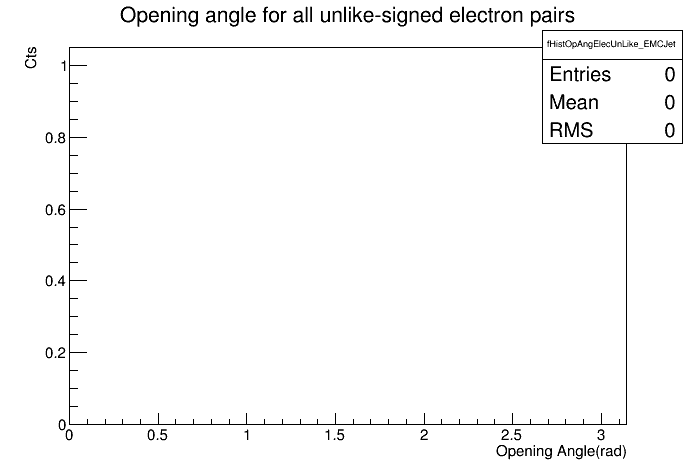 Opening angle for all unlike-signed electron pairs
fHistOpAngElecUnLike_EMCJet
Entries 0
Mean 0
RMS 0
Cts
1
0.8
0.6
0.4
0.2
0
0 0.5 1 1.5 2 2.5 3
Opening Angle(rad)